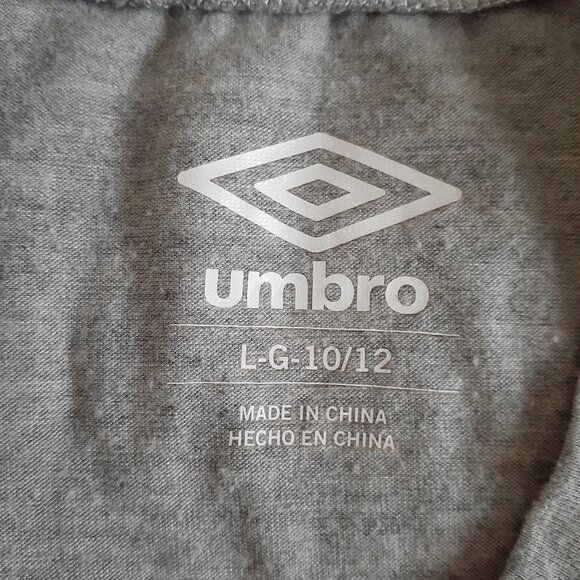 umbro
L-G-10/12
MADE IN CHINA
HECHO EN CHINA